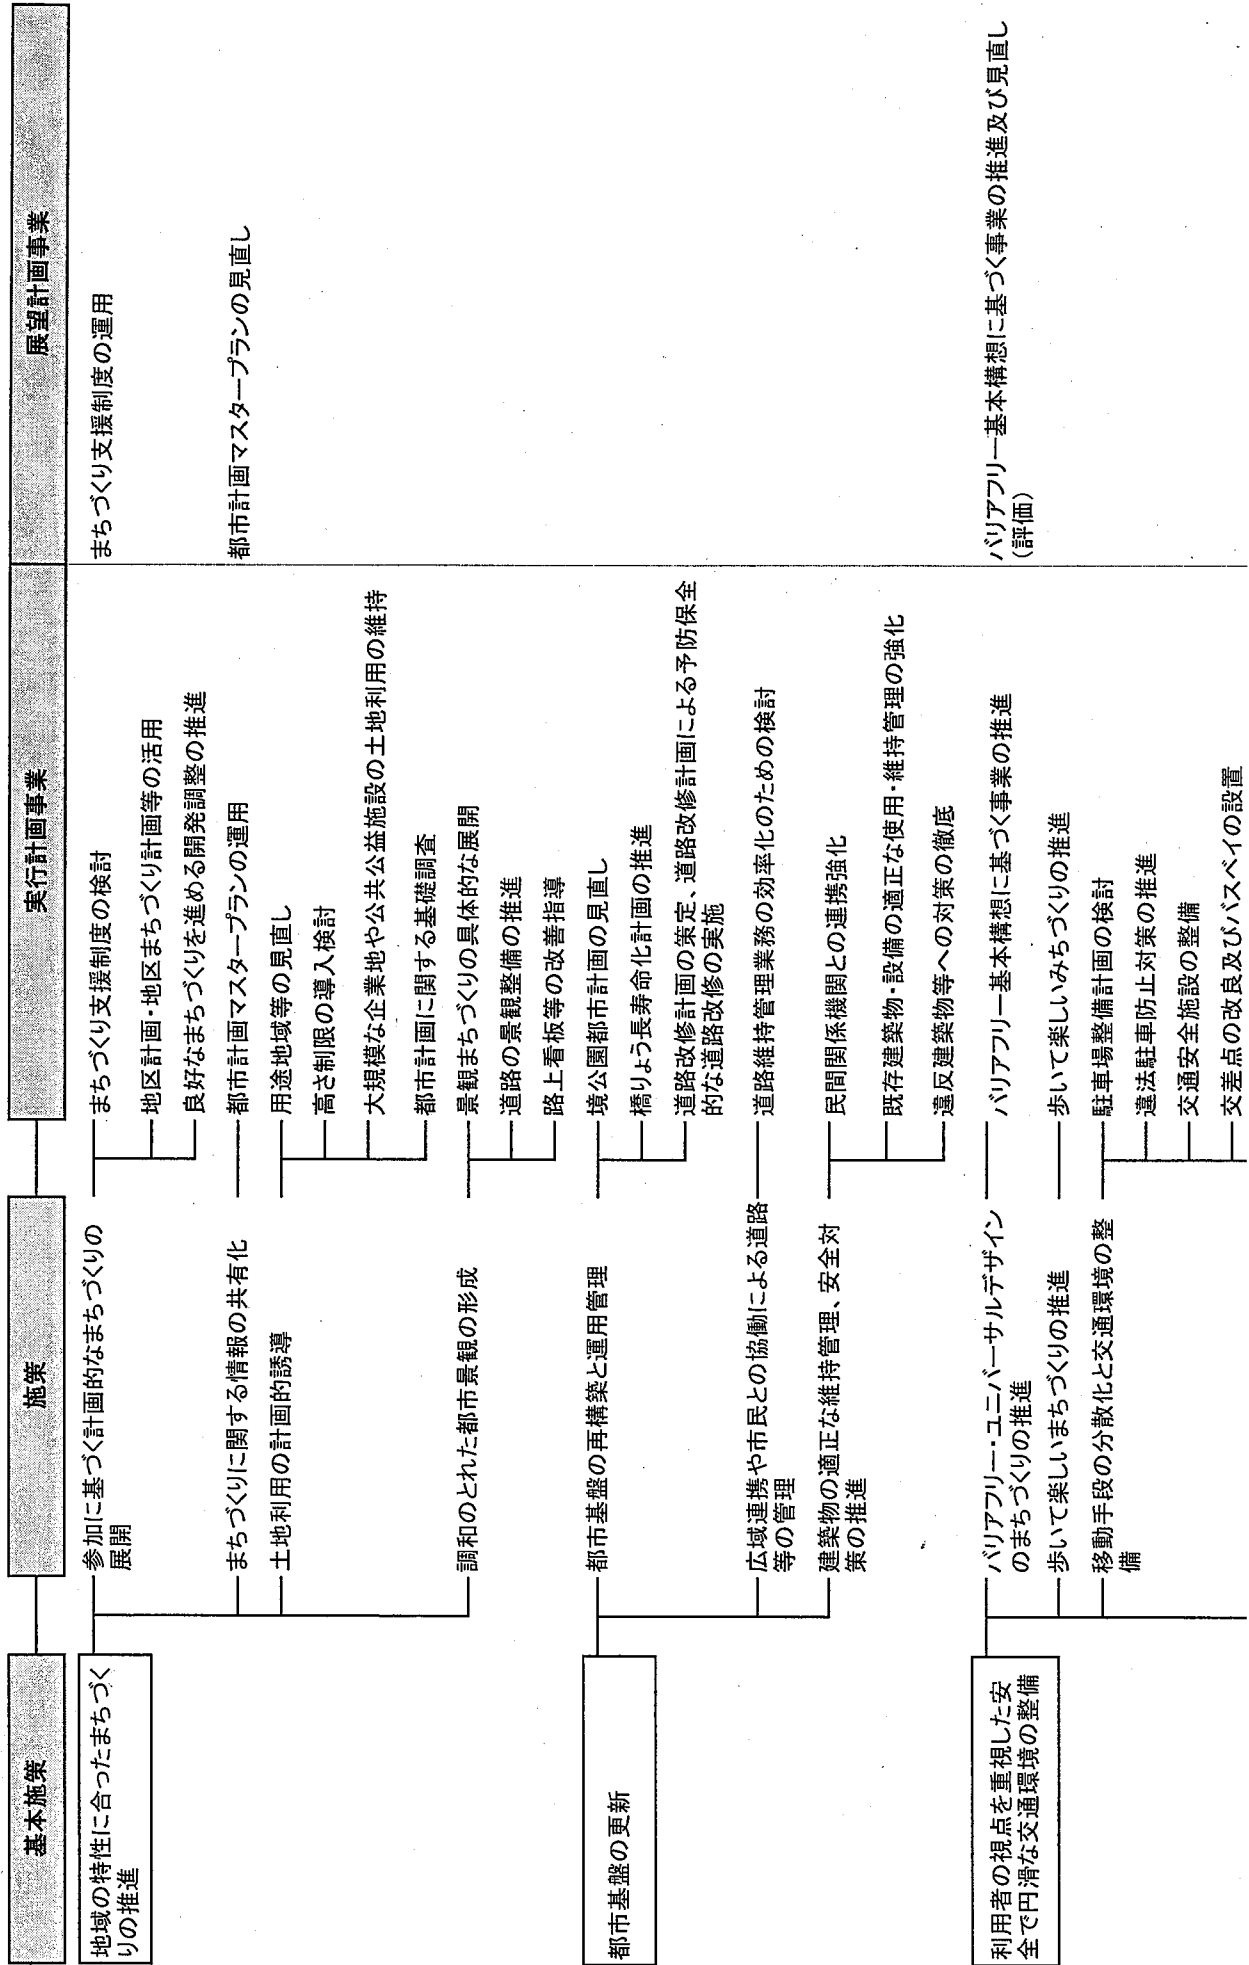 基本施策
施策
実行計画事業
展望計画事業
地域の特性に合ったまちづく
りの推進
参加に基づく計画的なまちづくりの
展開
まちづくり支援制度の検討
まちづくり支援制度の運用
地区計画・地区まちづくり計画等の活用
良好なまちづくりを進める開発調整の推進
まちづくりに関する情報の共有化
都市計画マスタープランの運用
都市計画マスタープランの見直し
土地利用の計画的誘導
用途地域等の見直し
高さ制限の導入検討
大規模な企業地や公共公益施設の土地利用の維持
都市計画に関する基礎調査
調和のとれた都市景観の形成
景観まちづくりの具体的な展開
道路の景観整備の推進
路上看板等の改善指導
都市基盤の更新
都市基盤の再構築と運用管理
境公園都市計画の見直し
橋りょう長寿命化計画の推進
道路改修計画の策定、道路改修計画による予防保全
的な道路改修の実施
広域連携や市民との協働による道路
等の管理
道路維持管理業務の効率化のための検討
建築物の適正な維持管理、安全対
策の推進
民間関係機関との連携強化
既存建築物・設備の適正な使用・維持管理の強化
違反建築物等への対策の徹底
利用者の視点を重視した安
全で円滑な交通環境の整備
バリアフリー・ユニバーサルデザイン
のまちづくりの推進
バリアフリー基本構想に基づく事業の推進
バリアフリー基本構想に基づく事業の推進及び見直し
(評価)
歩いて楽しいまちづくりの推進
歩いて楽しいみちづくりの推進
移動手段の分散化と交通環境の整
備
駐車場整備計画の検討
違法駐車防止対策の推進
交通安全施設の整備
交差点の改良及びバスベイの設置